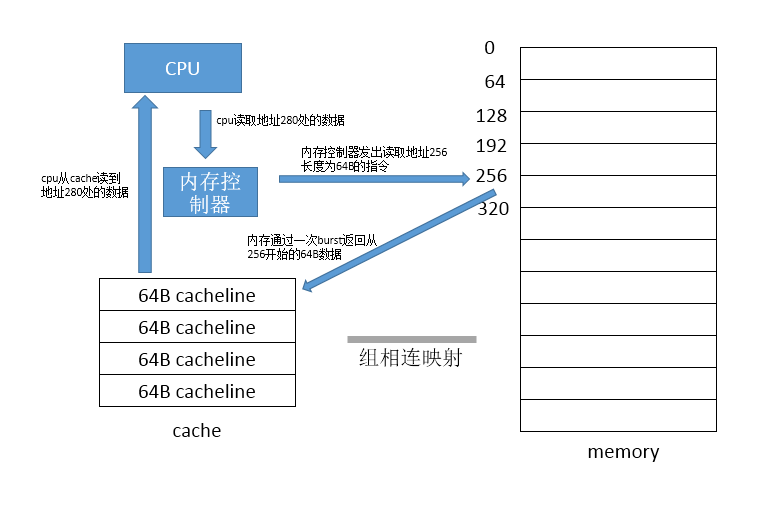 CPU
cpu读取地址280处的数据
内存控制器发出读取地址256
长度为64B的指令
cpu从cache读到
地址280处的数据
内存控
制器
内存通过一次burst返回从
256开始的64B数据
64B cacheline
64B cacheline
64B cacheline
64B cacheline
cache
组相连映射
0
64
128
192
256
320
memory